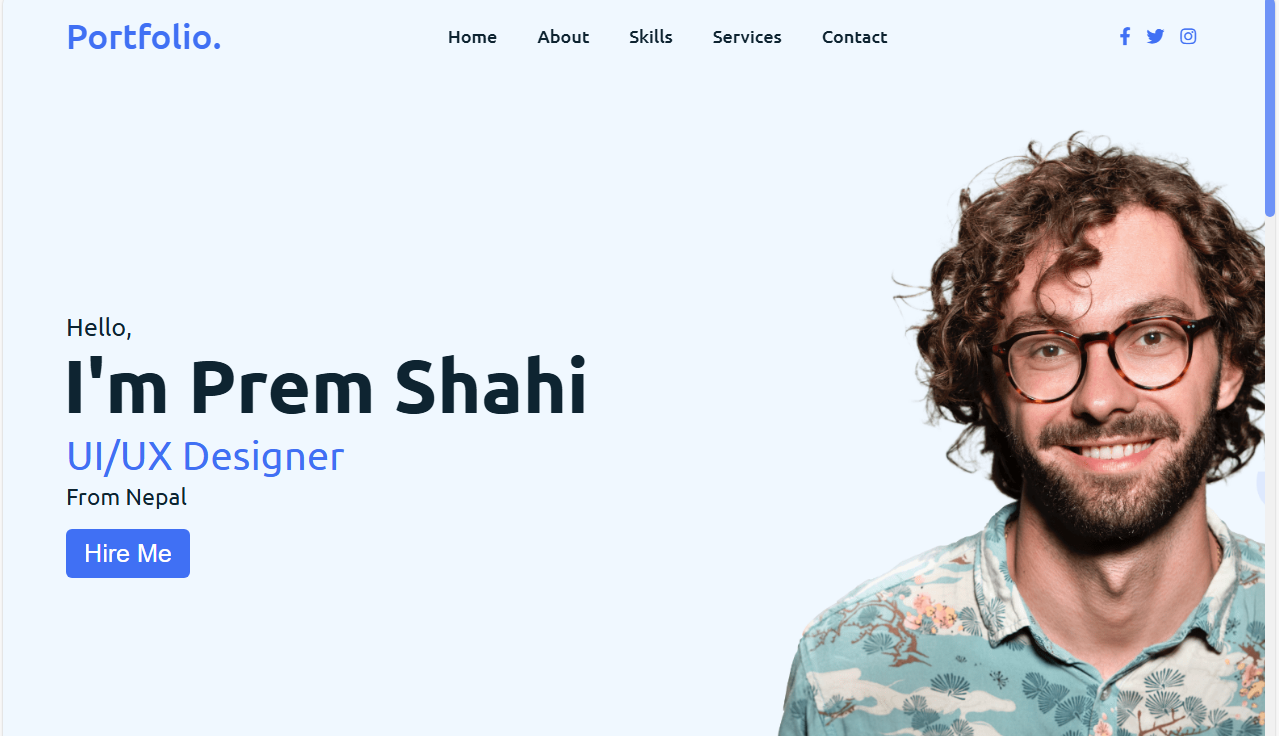 Portfolio.
Home About Skills Services Contact
Hello,
I'm Prem Shahi
UI/UX Designer
From Nepal
Hire Me